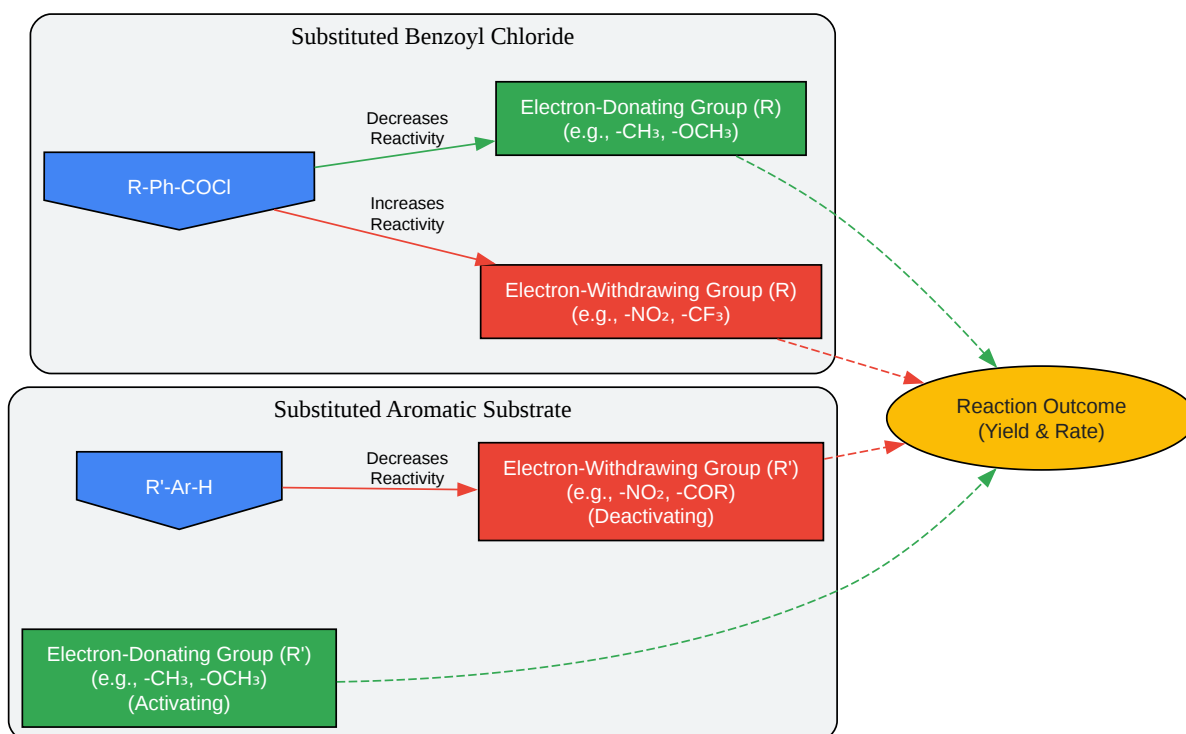 Substituted Benzoyl Chloride
Decreases
Reactivity
Electron-Donating Group (R)
(e.g., -CH₃, -OCH₃)
R-Ph-COCl
Increases
Reactivity
Electron-Withdrawing Group (R)
(e.g., -NO₂, -CF₃)
Reaction Outcome
(Yield & Rate)
Substituted Aromatic Substrate
R'-Ar-H
Decreases
Reactivity
Electron-Withdrawing Group (R')
(e.g., -NO₂, -COR)
(Deactivating)
Electron-Donating Group (R')
(e.g., -CH₃, -OCH₃)
(Activating)